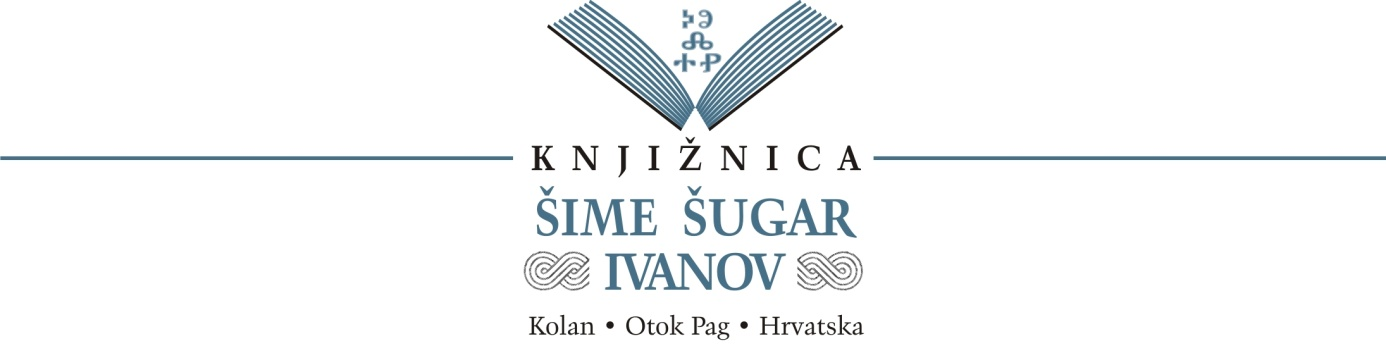 KNJIŽNICA
ŠIME ŠUGAR
IVANOV
Kolan • Otok Pag • Hrvatska